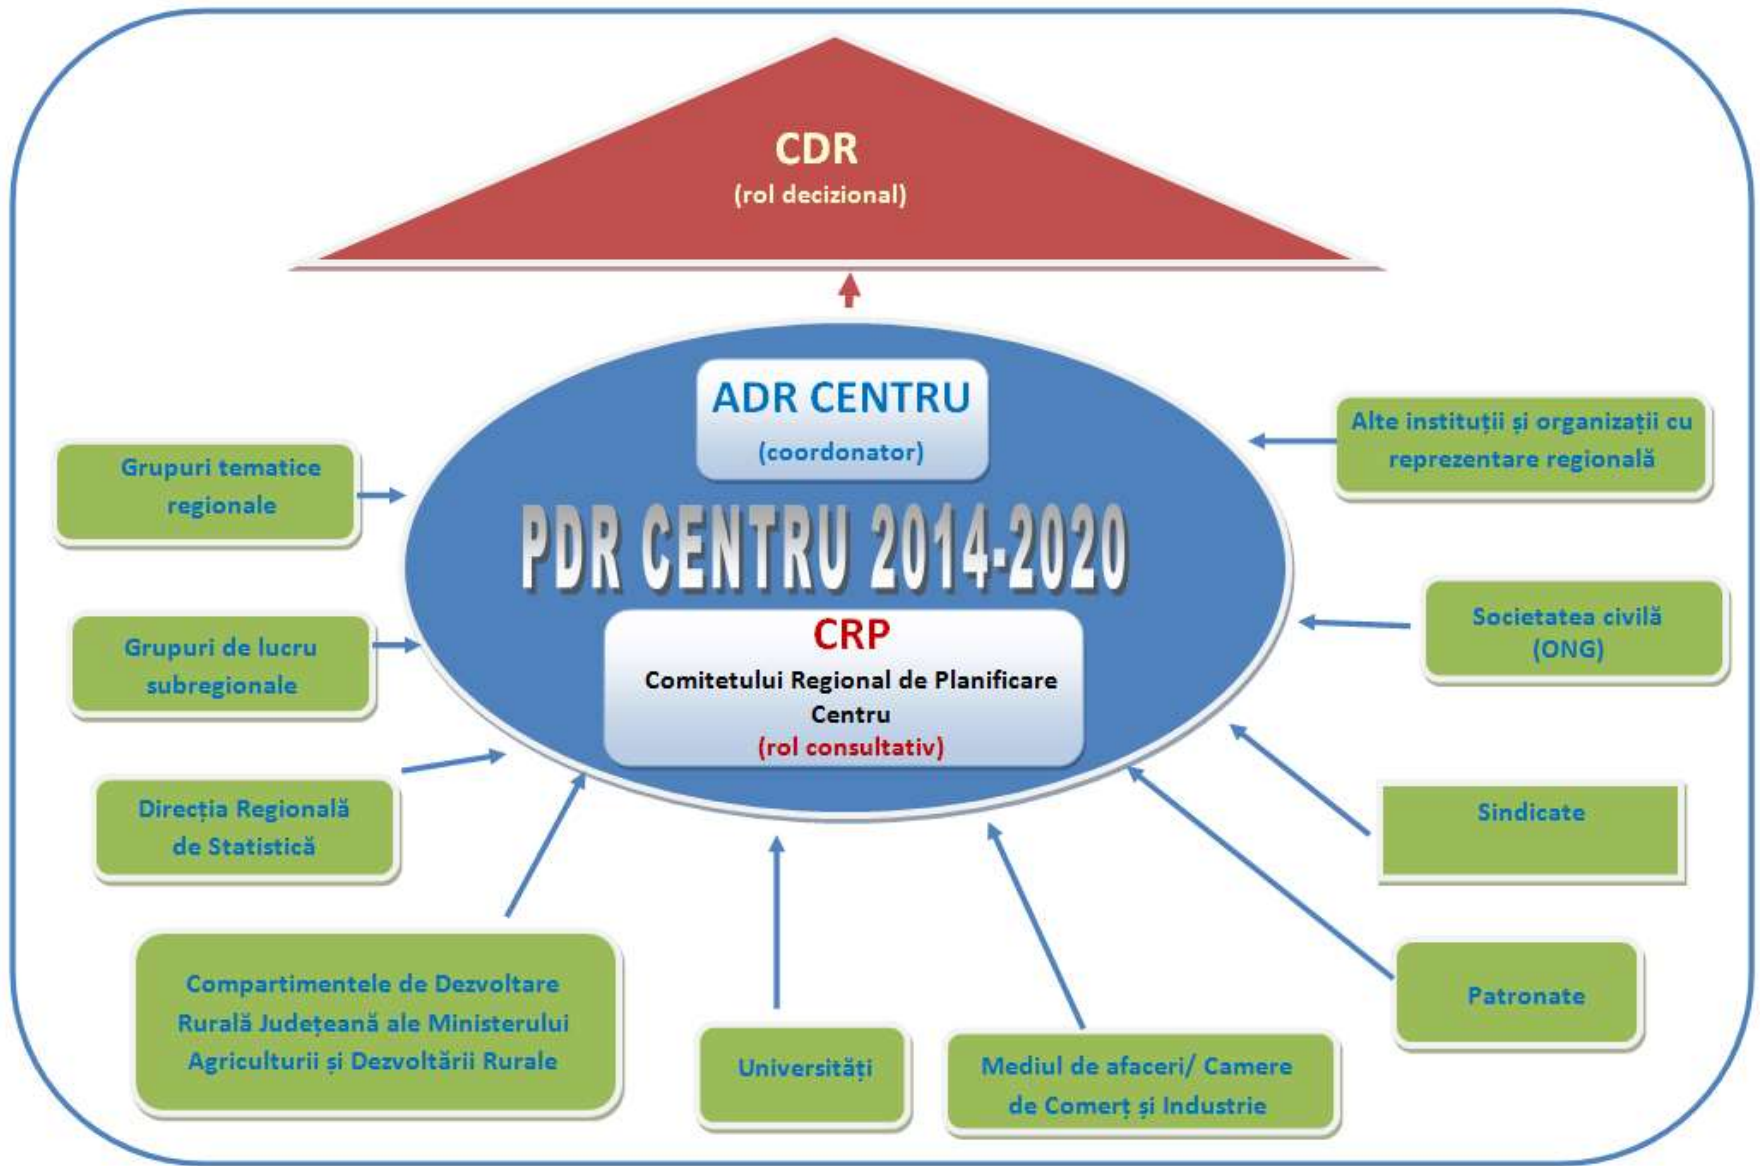 CDR
(rol decizional)
ADR CENTRU
(coordonator)
PDR CENTRU 2014-2020
CRP
Comitetului Regional de Planificare
Centru
(rol consultativ)
Grupuri tematice
regionale
Grupuri de lucru
subregionale
Direcția Regională
de Statistică
Compartimentele de Dezvoltare
Rurală Județeană ale Ministerului
Agriculturii și Dezvoltării Rurale
Universități
Mediul de afaceri/ Camere
de Comerț și Industrie
Patronate
Sindicate
Societatea civilă
(ONG)
Alte instituții și organizații cu
reprezentare regională